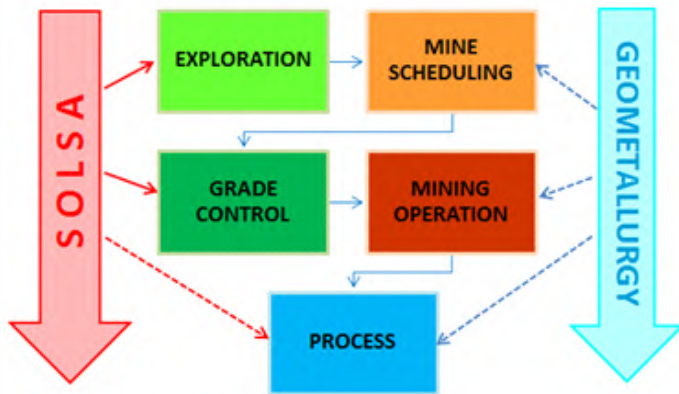 SOLSA
EXPLORATION
MINE
SCHEDULING
GRADE
CONTROL
MINING
OPERATION
PROCESS
GEOMETALLURGY